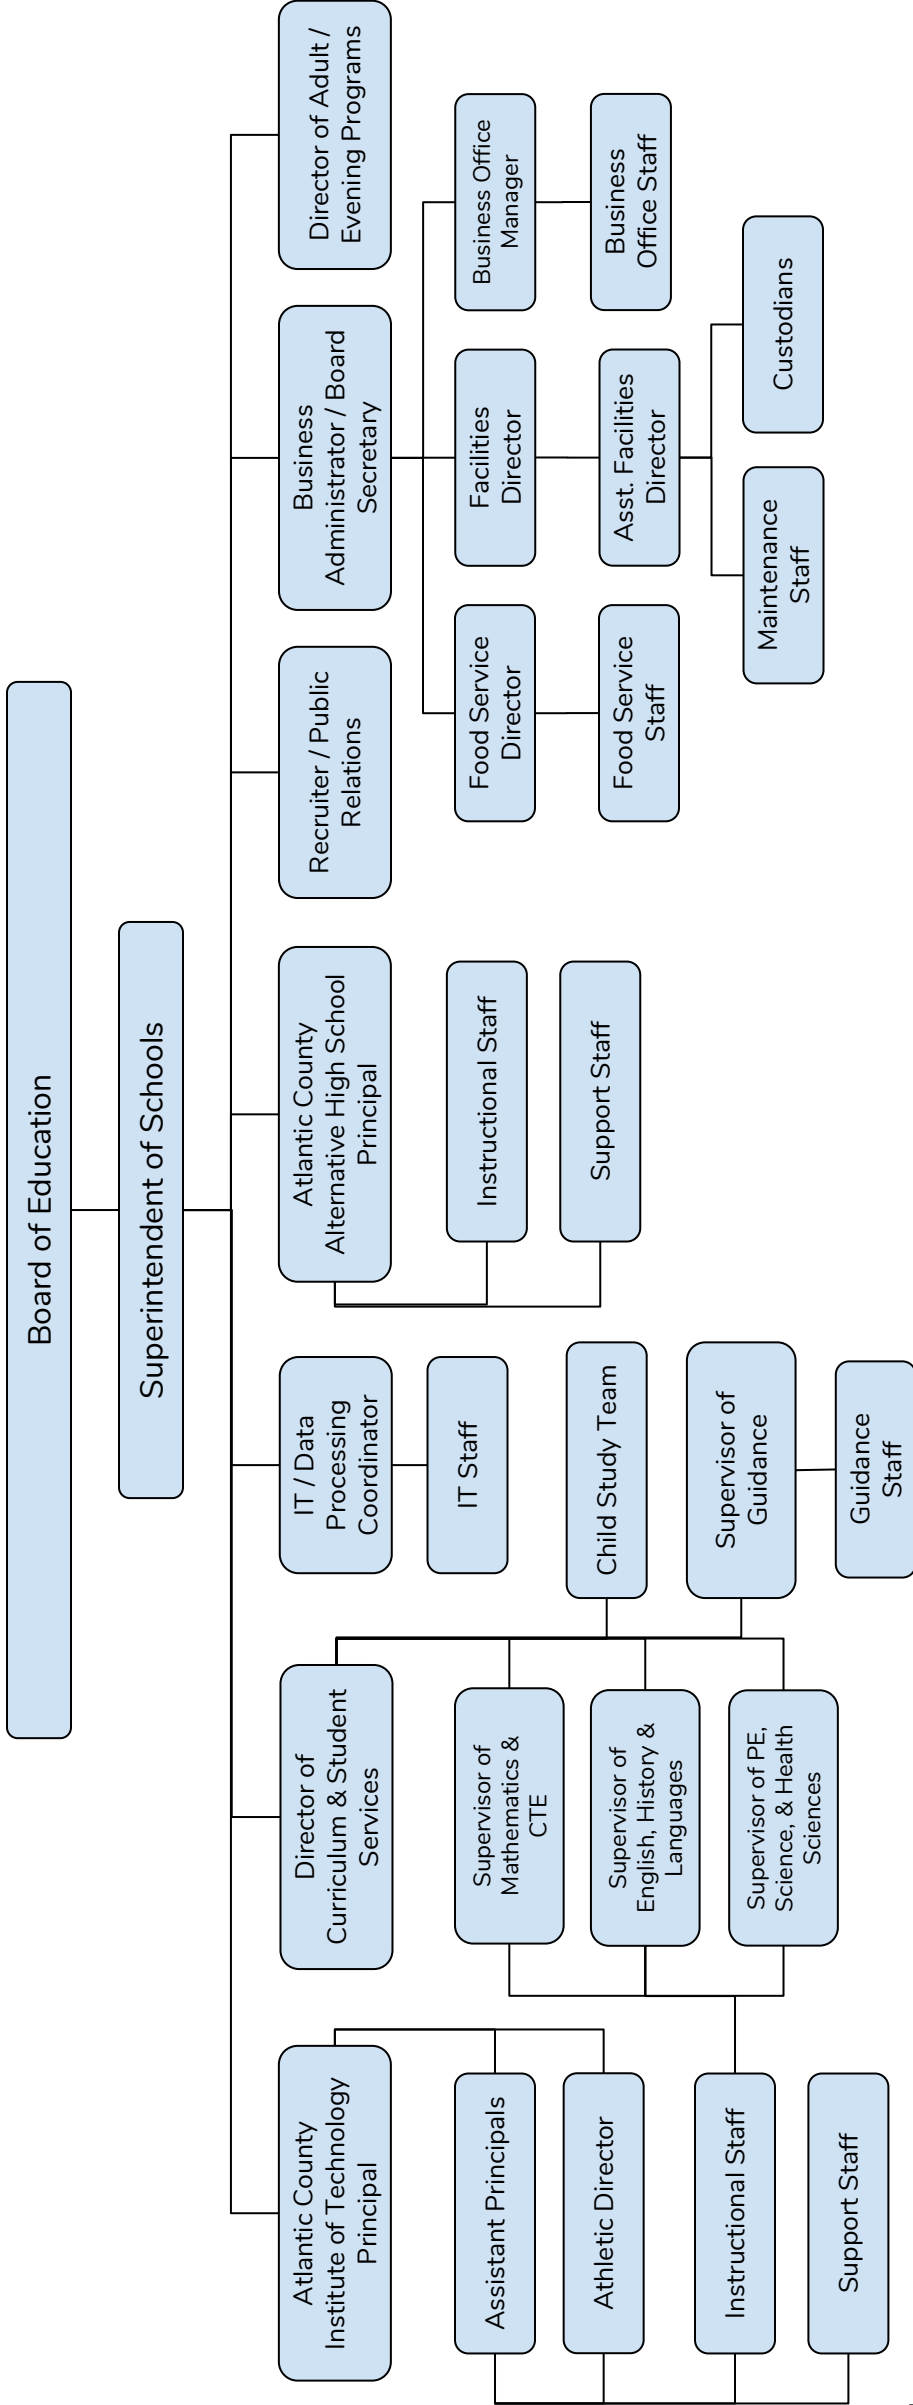 Board of Education
Superintendent of Schools
Atlantic County
Institute of Technology
Principal
Director of
Curriculum & Student
Services
IT / Data
Processing
Coordinator
Atlantic County
Alternative High School
Principal
Recruiter / Public
Relations
Business
Administrator / Board
Secretary
Director of Adult /
Evening Programs
Assistant Principals
Athletic Director
Instructional Staff
Support Staff
Supervisor of
Mathematics &
CTE
Supervisor of
English, History &
Languages
Supervisor of PE,
Science, & Health
Sciences
IT Staff
Child Study Team
Supervisor of
Guidance
Guidance
Staff
Instructional Staff
Support Staff
Food Service
Director
Food Service
Staff
Facilities
Director
Asst. Facilities
Director
Maintenance
Staff
Custodians
Business Office
Manager
Business
Office Staff